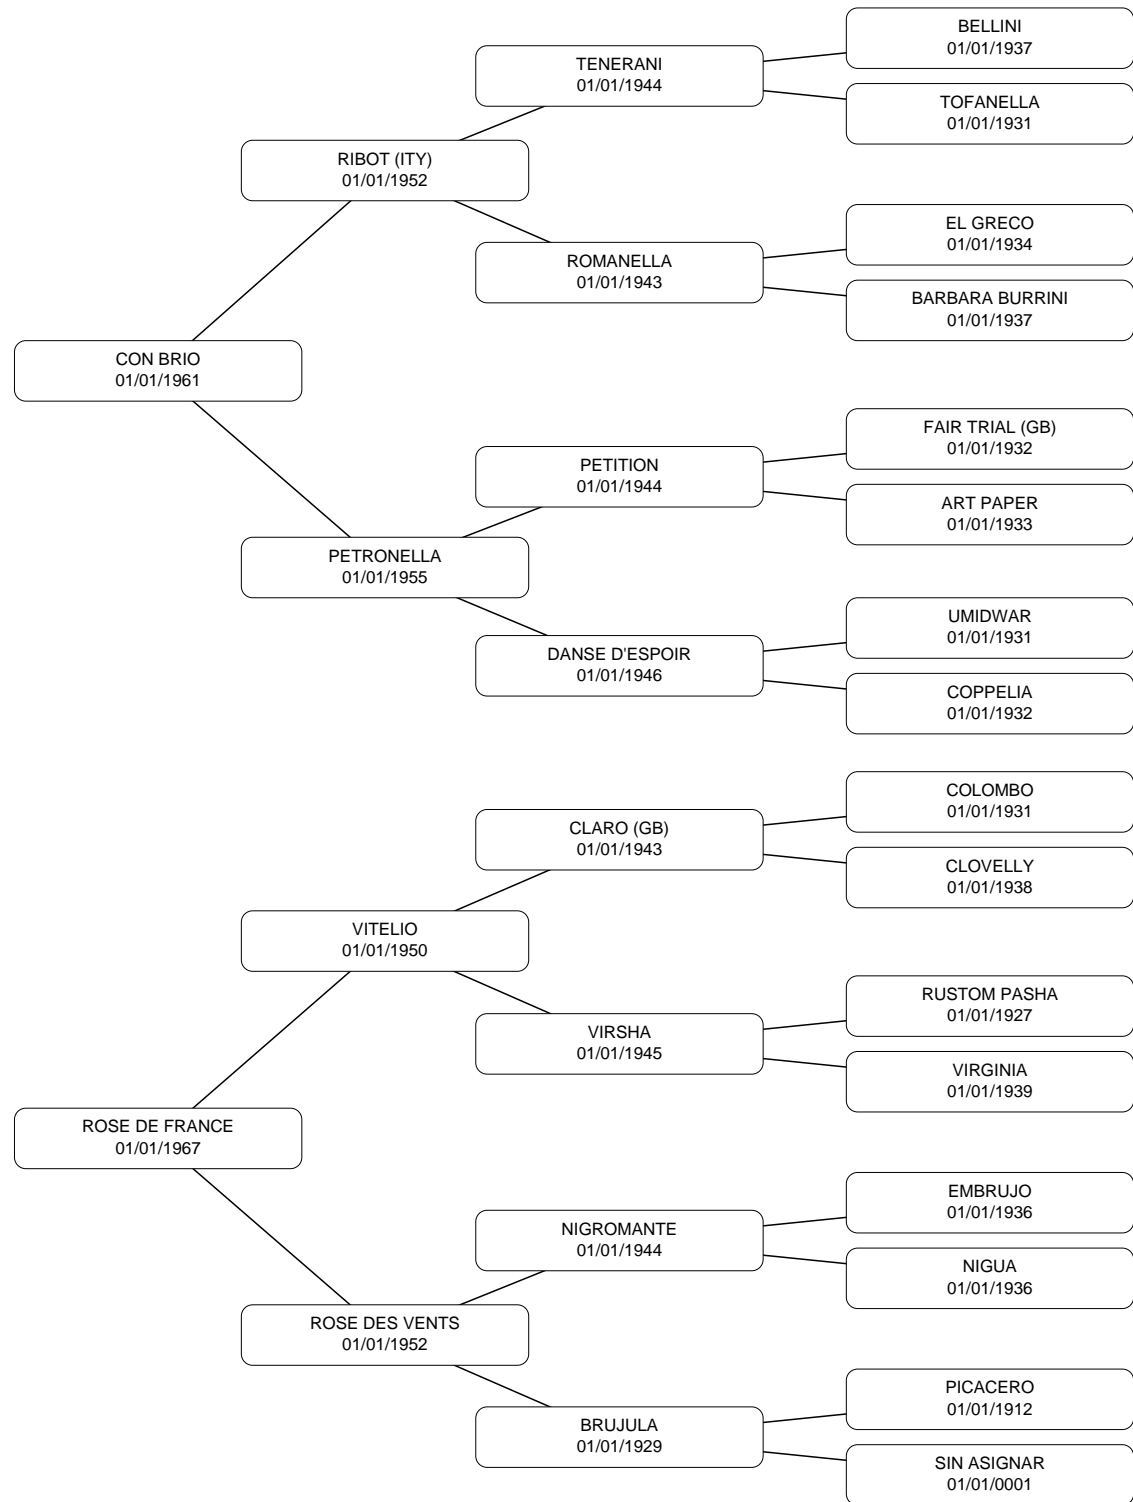 BELLINI
01/01/1937
TENERANI
01/01/1944
TOFANELLA
01/01/1931
RIBOT (ITY)
01/01/1952
EL GRECO
01/01/1934
ROMANELLA
01/01/1943
BARBARA BURRINI
01/01/1937
CON BRIO
01/01/1961
FAIR TRIAL (GB)
01/01/1932
PETITION
01/01/1944
ART PAPER
01/01/1933
PETRONELLA
01/01/1955
UMIDWAR
01/01/1931
DANSE D'ESPOIR
01/01/1946
COPPELIA
01/01/1932
COLOMBO
01/01/1931
CLARO (GB)
01/01/1943
CLOVELLY
01/01/1938
VITELIO
01/01/1950
RUSTOM PASHA
01/01/1927
VIRSHA
01/01/1945
VIRGINIA
01/01/1939
ROSE DE FRANCE
01/01/1967
EMBRUJO
01/01/1936
NIGROMANTE
01/01/1944
NIGUA
01/01/1936
ROSE DES VENTS
01/01/1952
PICACERO
01/01/1912
BRUJULA
01/01/1929
SIN ASIGNAR
01/01/0001